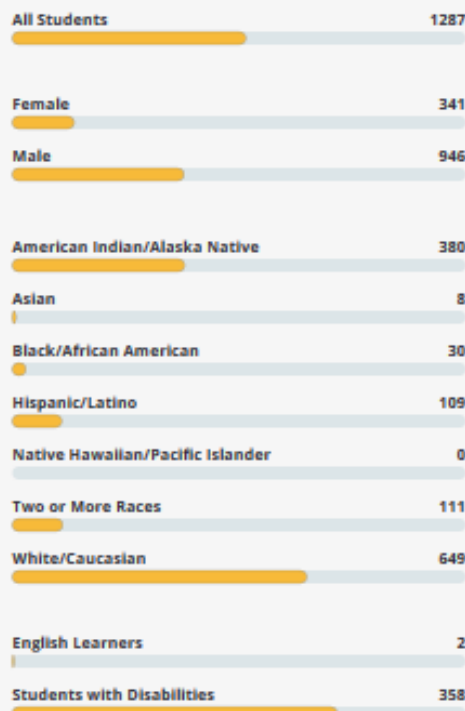 All Students 1287
Female 341
Male 946
American Indian/Alaska Native 380
Asian 8
Black/African American 30
Hispanic/Latino 109
Native Hawaiian/Pacific Islander 0
Two or More Races 111
White/Caucasian 649
English Learners 2
Students with Disabilities 358